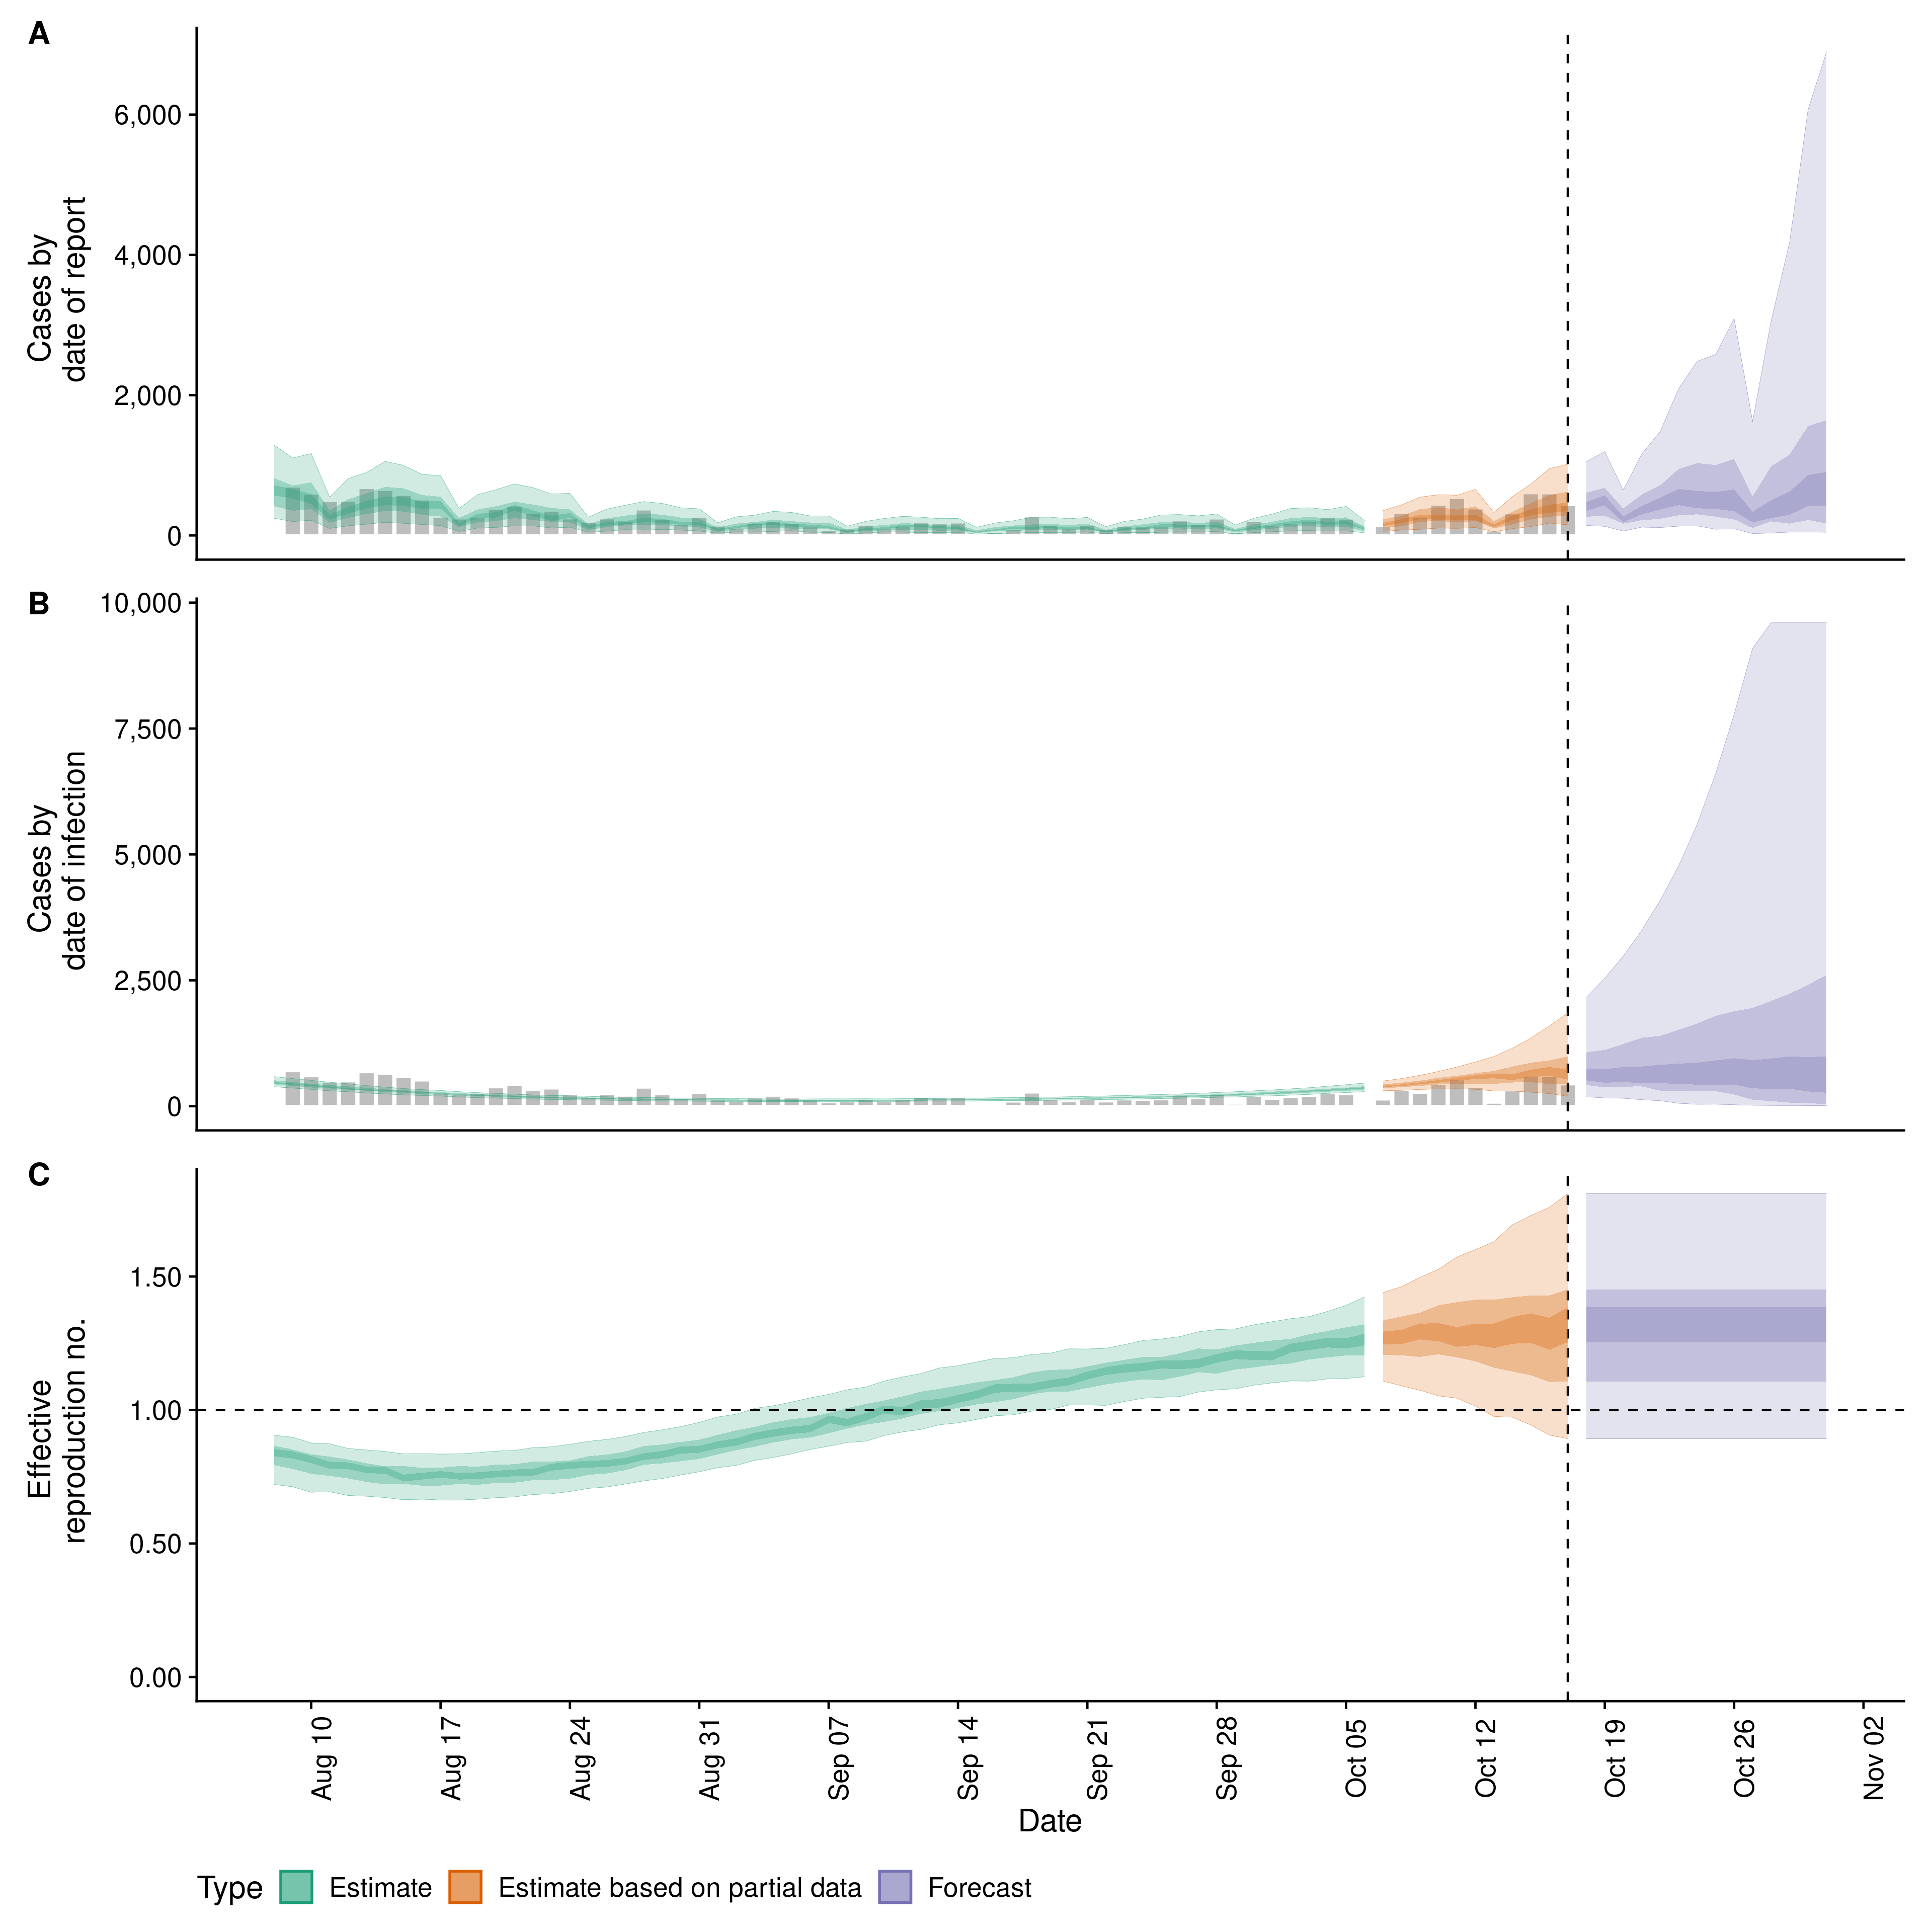 A
Cases by
date of report
6,000
4,000
2,000
0
B
Cases by
date of infection
10,000
7,500
5,000
2,500
0
C
Effective
reproduction no.
1.50
1.00
0.50
0.00
Aug 10
Aug 17
Aug 24
Aug 31
Sep 07
Sep 14
Sep 21
Sep 28
Oct 05
Oct 12
Oct 19
Oct 26
Nov 02
Date
Type Estimate Estimate based on partial data Forecast